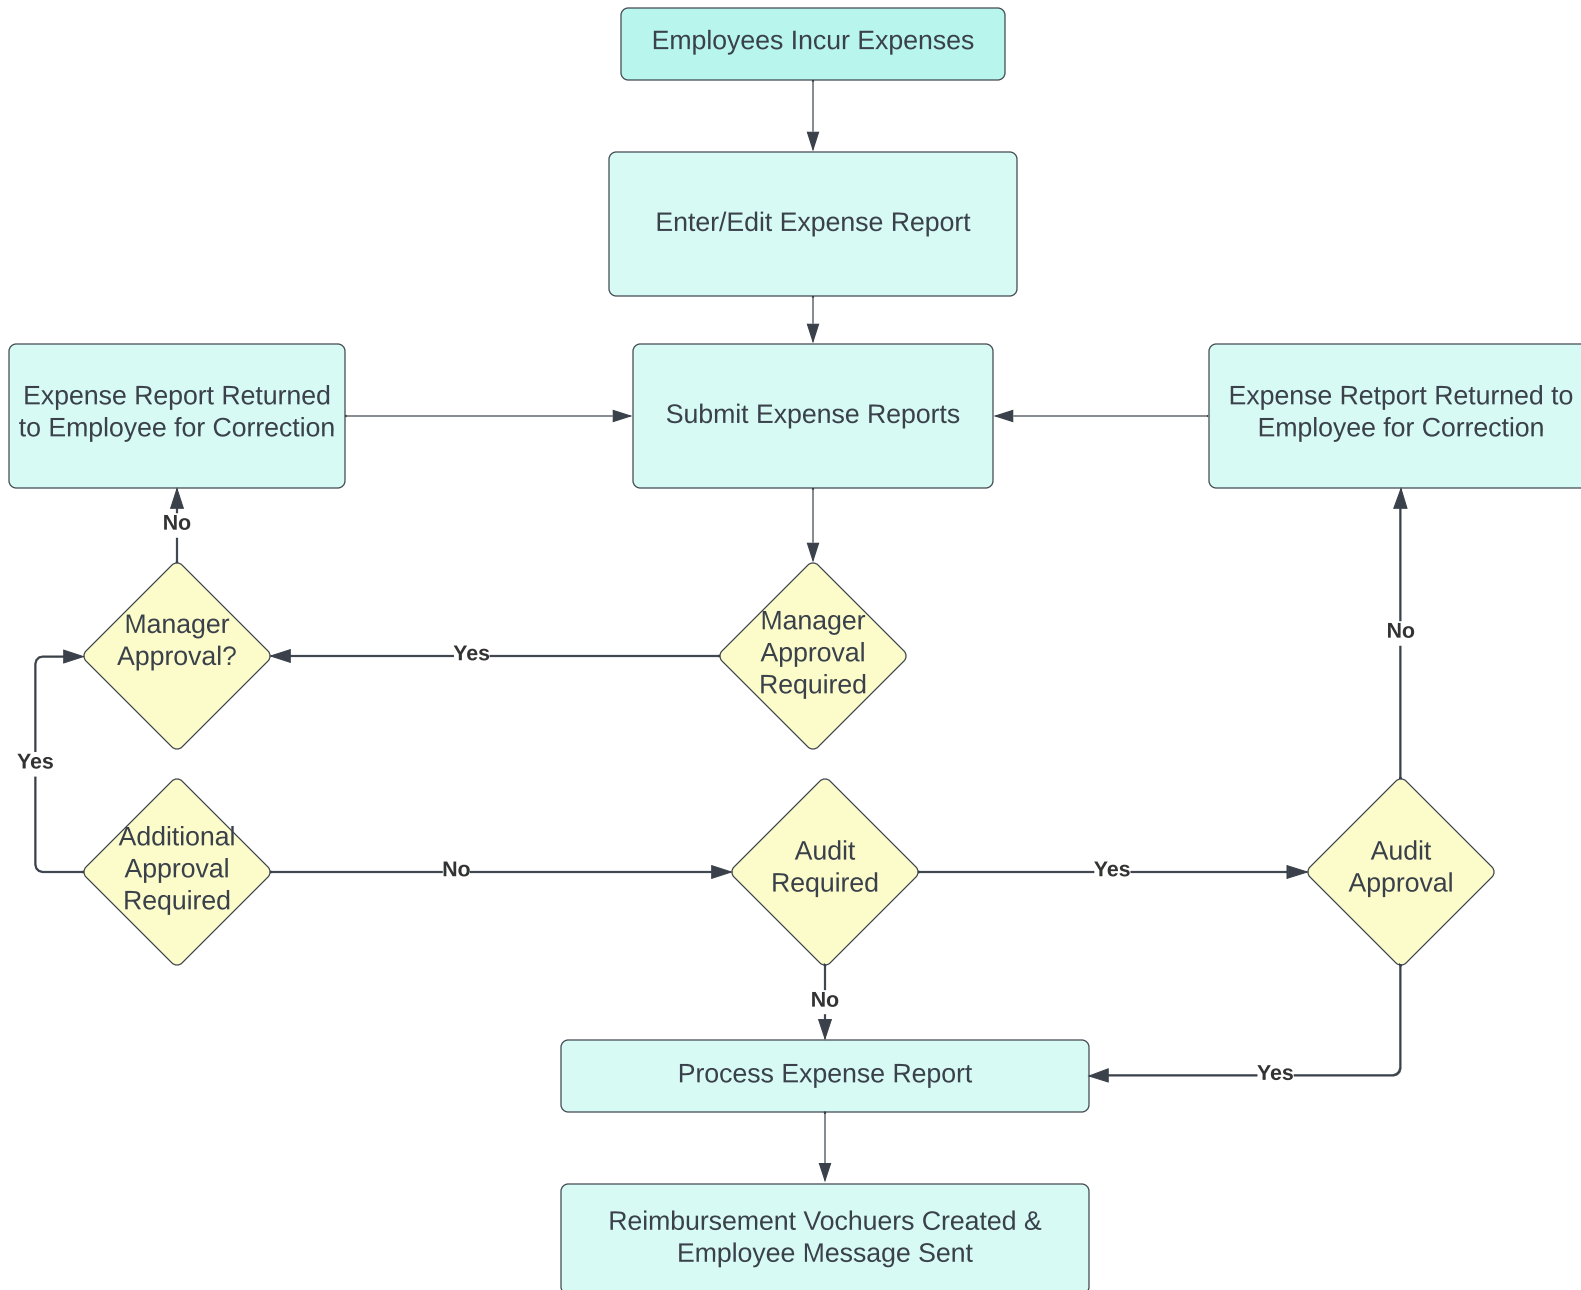 Employees Incur Expenses
Enter/Edit Expense Report
Expense Report Returned
to Employee for Correction
Submit Expense Reports
Expense Retport Returned to
Employee for Correction
No
Manager
Approval?
Yes
Manager
Approval
Required
No
Yes
Additional
Approval
Required
No
Audit
Required
Yes
Audit
Approval
No
Process Expense Report
Yes
Reimbursement Vochuers Created &
Employee Message Sent